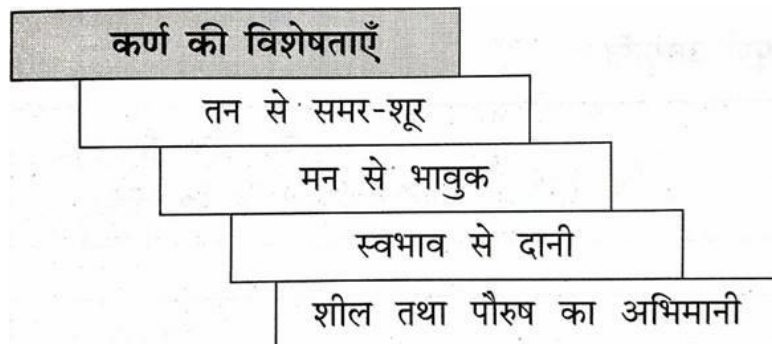 कर्ण की विशेषताएँ
तन से समर-शूर
मन से भावुक
स्वभाव से दानी
शील तथा पौरुष का अभिमानी